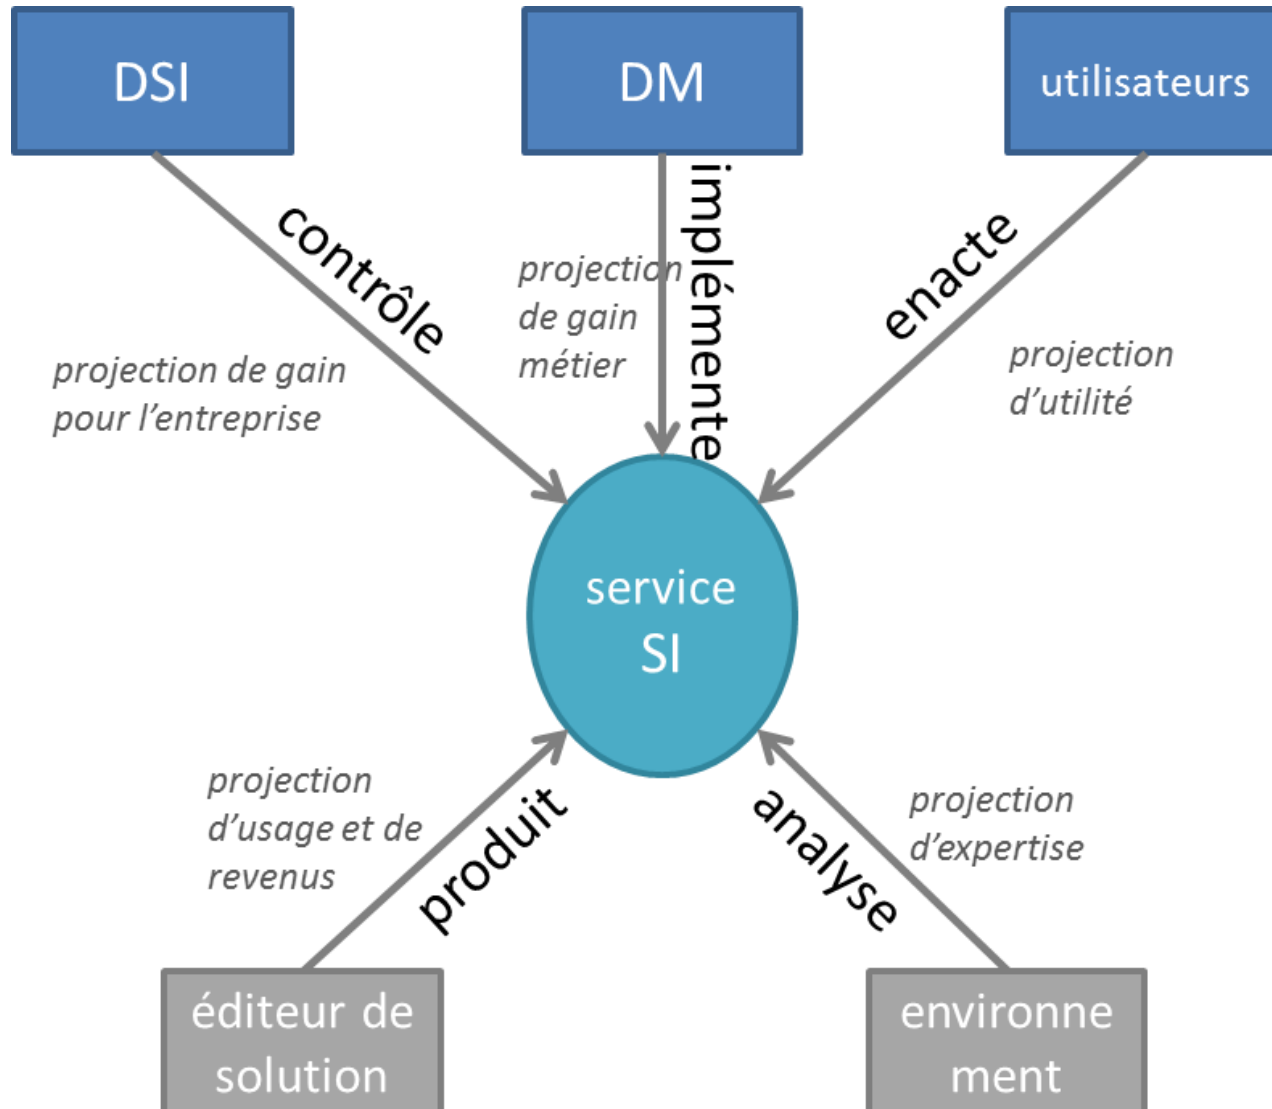 DSI
DM
utilisateurs
contrôle
implémente
enacte
projection de gain
pour l’entreprise
projection
de gain
métier
projection
d’utilité
service
SI
projection
d’usage et de
revenus
produit
analyse
projection
d’expertise
éditeur de
solution
environne
ment